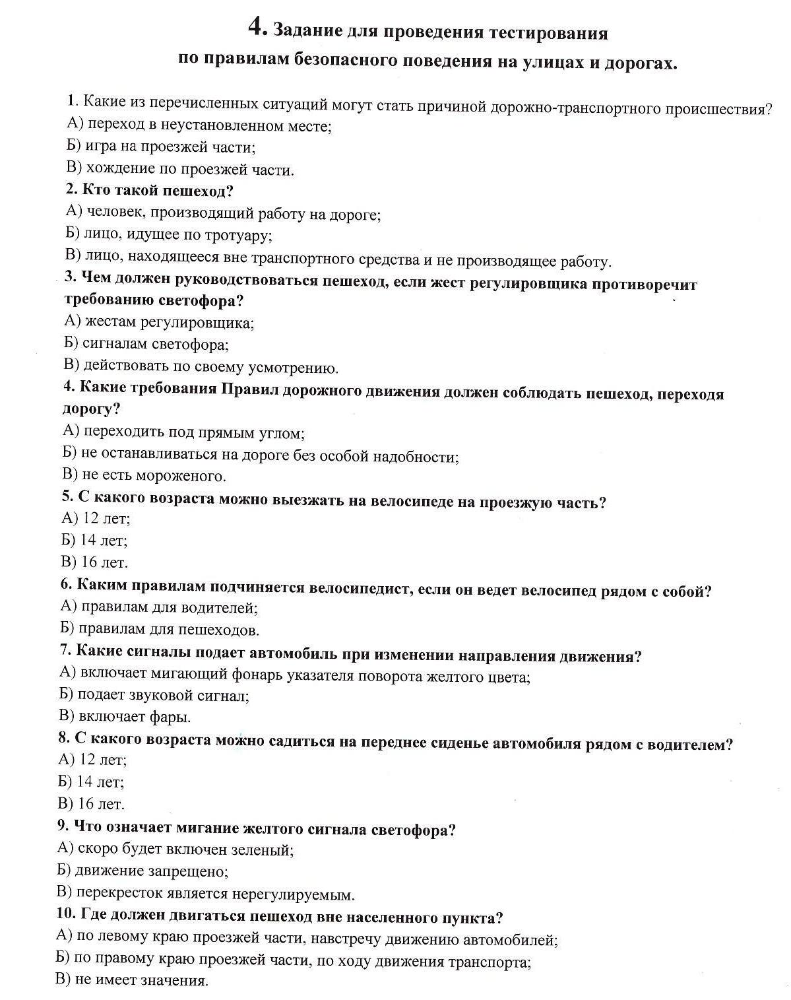 4. Задание для проведения тестирования
по правилам безопасного поведения на улицах и дорогах.
1. Какие из перечисленных ситуаций могут стать причиной дорожно-транспортного происшествия?
А) переход в неустановленном месте;
Б) игра на проезжей части;
В) хождение по проезжей части.
2. Кто такой пешеход?
А) человек, производящий работу на дороге;
Б) лицо, идущее по тротуару;
В) лицо, находящееся вне транспортного средства и не производящее работу.
3. Чем должен руководствоваться пешеход, если жест регулировщика противоречит
требованию светофора?
А) жестам регулировщика;
Б) сигналам светофора;
В) действовать по своему усмотрению.
4. Какие требования Правил дорожного движения должен соблюдать пешеход, переходя
дорогу?
А) переходить под прямым углом;
Б) не останавливаться на дороге без особой надобности;
В) не есть мороженого.
5. С какого возраста можно выезжать на велосипеде на проезжую часть?
А) 12 лет;
Б) 14 лет;
В) 16 лет.
6. Каким правилам подчиняется велосипедист, если он ведет велосипед рядом с собой?
А) правилам для водителей;
Б) правилам для пешеходов.
7. Какие сигналы подает автомобиль при изменении направления движения?
А) включает мигающий фонарь указателя поворота желтого цвета;
Б) подает звуковой сигнал;
В) включает фары.
8. С какого возраста можно садиться на переднее сиденье автомобиля рядом с водителем?
А) 12 лет;
Б) 14 лет;
В) 16 лет.
9. Что означает мигание желтого сигнала светофора?
А) скоро будет включен зеленый;
Б) движение запрещено;
В) перекресток является нерегулируемым.
10. Где должен двигаться пешеход вне населенного пункта?
А) по левому краю проезжей части, навстречу движению автомобилей;
Б) по правому краю проезжей части, по ходу движения транспорта;
В) не имеет значения.